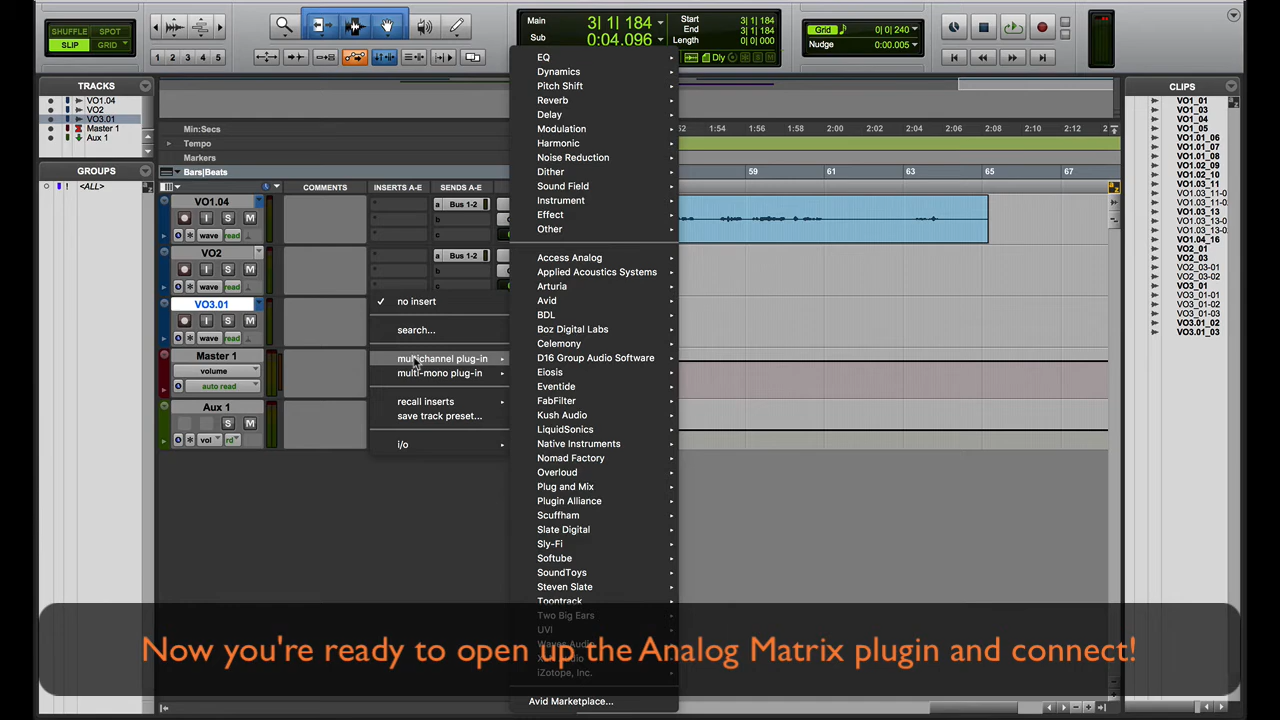 SHUFFLE SPOT
SLIP GRID
1 2 3 4 5
Main 3| 1| 184
Sub 0:04.096
Start 3| 1| 184
End 3| 1| 184
Length 0| 0| 000
Dly
Grid 0| 0| 240
Nudge 0| 0| 00.005
TRACKS
VO1.04
VO2
VO3.01
Master 1
Aux 1
GROUPS
! <ALL>
Min:Secs
Tempo
Markers
Bars|Beats
1:54 1:56 1:58 2:00 2:02 2:04 2:06 2:08 2:10 2:12
59 61 63 65 67
COMMENTS INSERTS A-E SENDS A-E
VO1.04
I S M
wave read
a Bus 1-2
b
c
VO2
I S M
wave read
a Bus 1-2
b
c
VO3.01
I S M
wave read
Master 1
volume
auto read
Aux 1
S M
vol rd
✓ no insert
search...
multichannel plug-in
multi-mono plug-in
recall inserts
save track preset...
i/o
EQ
Dynamics
Pitch Shift
Reverb
Delay
Modulation
Harmonic
Noise Reduction
Dither
Sound Field
Instrument
Effect
Other
Access Analog
Applied Acoustics Systems
Arturia
Avid
BDL
Boz Digital Labs
Celemony
D16 Group Audio Software
Eiosis
Eventide
FabFilter
Kush Audio
LiquidSonics
Native Instruments
Nomad Factory
Overloud
Plug and Mix
Plugin Alliance
Scuffham
Slate Digital
Sly-Fi
Softube
SoundToys
Steven Slate
Toontrack
Two Big Ears
UVI
iZotope, Inc.
Avid Marketplace...
CLIPS
VO1_01
VO1_03
VO1_04
VO1_05
VO1.01_06
VO1.01_07
VO1.01_08
VO1.02_09
VO1.02_10
VO1.03_11
VO1.03_13
VO1.04_16
VO2_01
VO2_03
VO2_03-01
VO2_03-02
VO3_01
VO3_01-01
VO3_01-03
VO3.01_02
VO3.01_03
Now you're ready to open up the Analog Matrix plugin and connect!